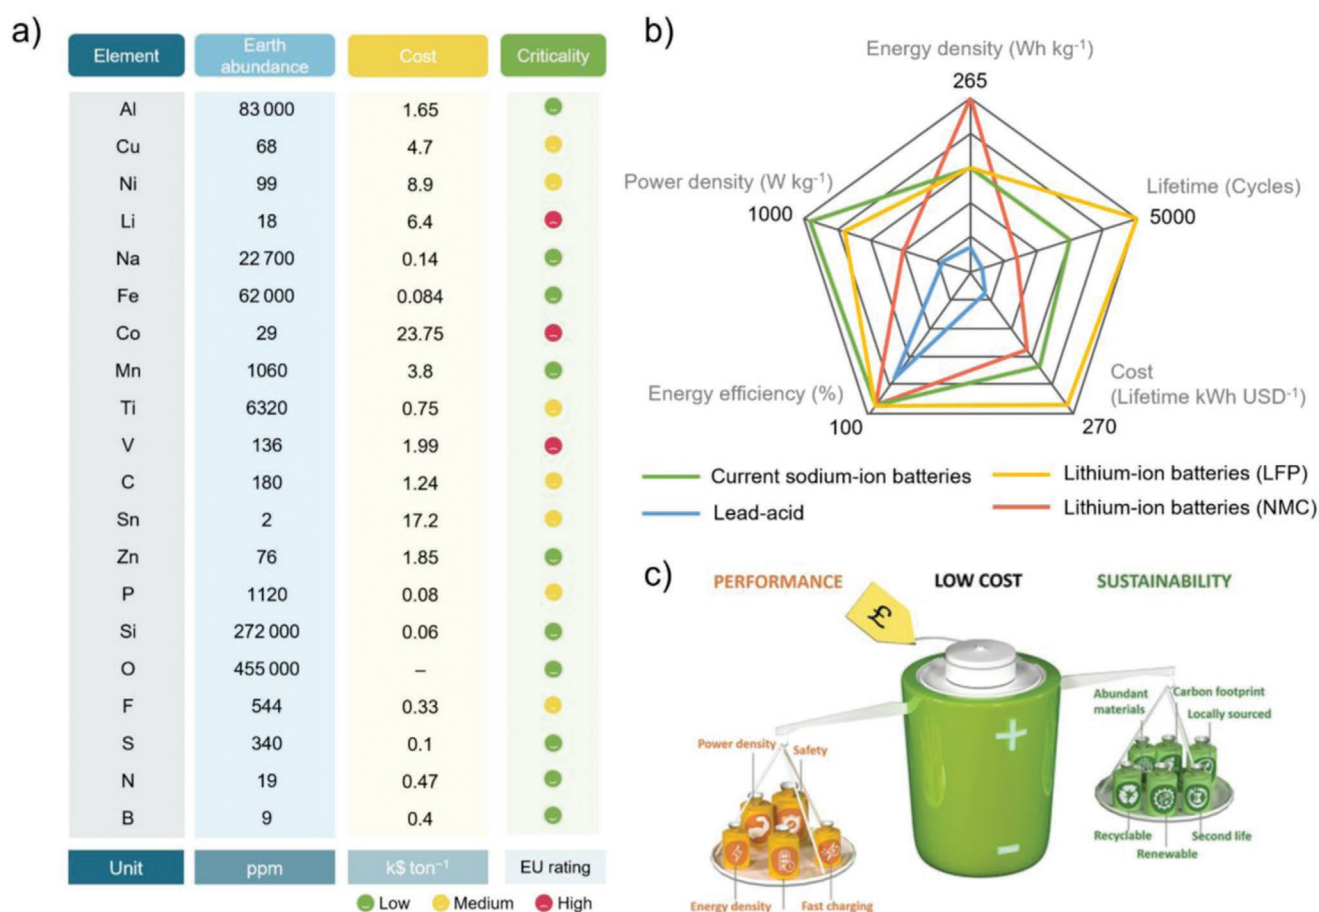 a)
Element
Earth
abundance
Cost
Criticality
Al 83 000 1.65
Cu 68 4.7
Ni 99 8.9
Li 18 6.4
Na 22 700 0.14
Fe 62 000 0.084
Co 29 23.75
Mn 1060 3.8
Ti 6320 0.75
V 136 1.99
C 180 1.24
Sn 2 17.2
Zn 76 1.85
P 1120 0.08
Si 272 000 0.06
O 455 000 –
F 544 0.33
S 340 0.1
N 19 0.47
B 9 0.4
Unit ppm k$ ton⁻¹ EU rating
Low Medium High
b)
Energy density (Wh kg⁻¹)
265
Power density (W kg⁻¹)
1000
Lifetime (Cycles)
5000
Energy efficiency (%)
100
Cost
(Lifetime kWh USD⁻¹)
270
Current sodium-ion batteries
Lithium-ion batteries (LFP)
Lead-acid
Lithium-ion batteries (NMC)
c)
PERFORMANCE LOW COST SUSTAINABILITY
£
+
–
Power density
Safety
Energy density
Fast charging
Abundant
materials
Carbon footprint
Locally sourced
Recyclable
Renewable
Second life